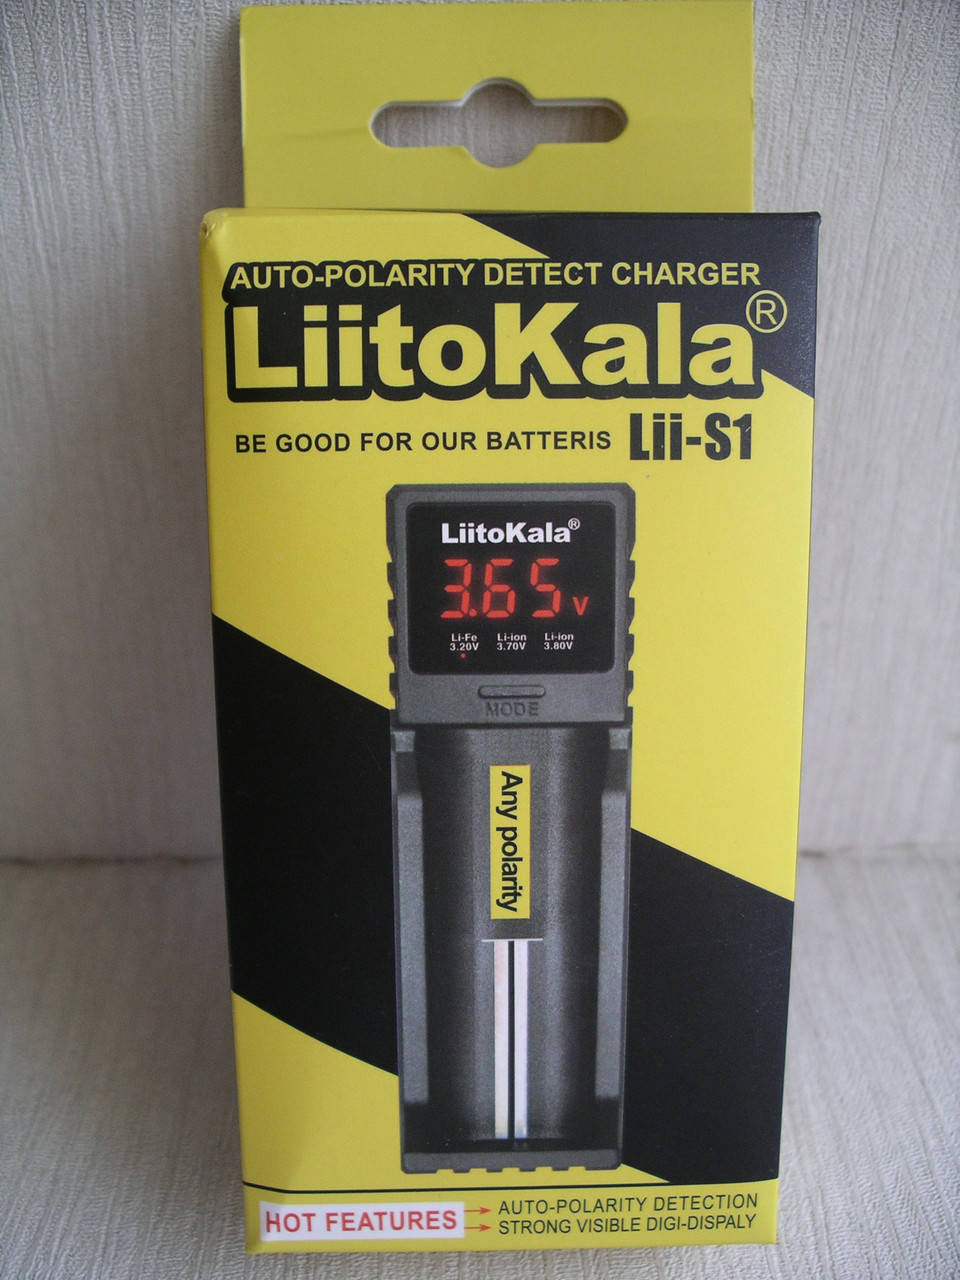 AUTO-POLARITY DETECT CHARGER
LiitoKala®
BE GOOD FOR OUR BATTERIS Lii-S1
LiitoKala®
3.65 V
Li-Fe Li-ion Li-ion
3.20V 3.70V 3.80V
MODE
Any polarity
HOT FEATURES
AUTO-POLARITY DETECTION
STRONG VISIBLE DIGI-DISPALY